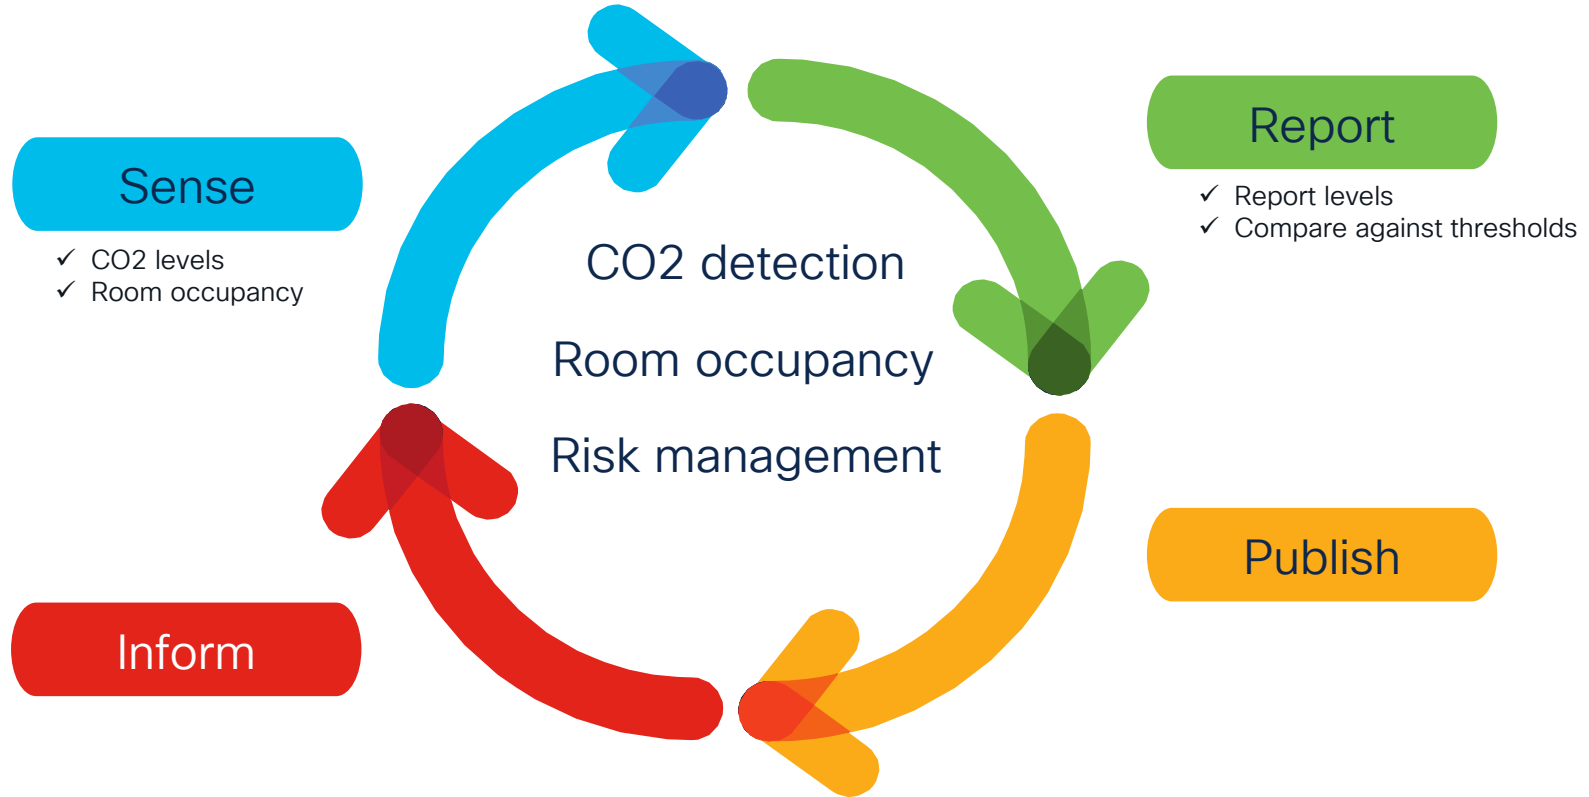 Sense
✓ CO2 levels
✓ Room occupancy
CO2 detection
Room occupancy
Risk management
Report
✓ Report levels
✓ Compare against thresholds
Publish
Inform